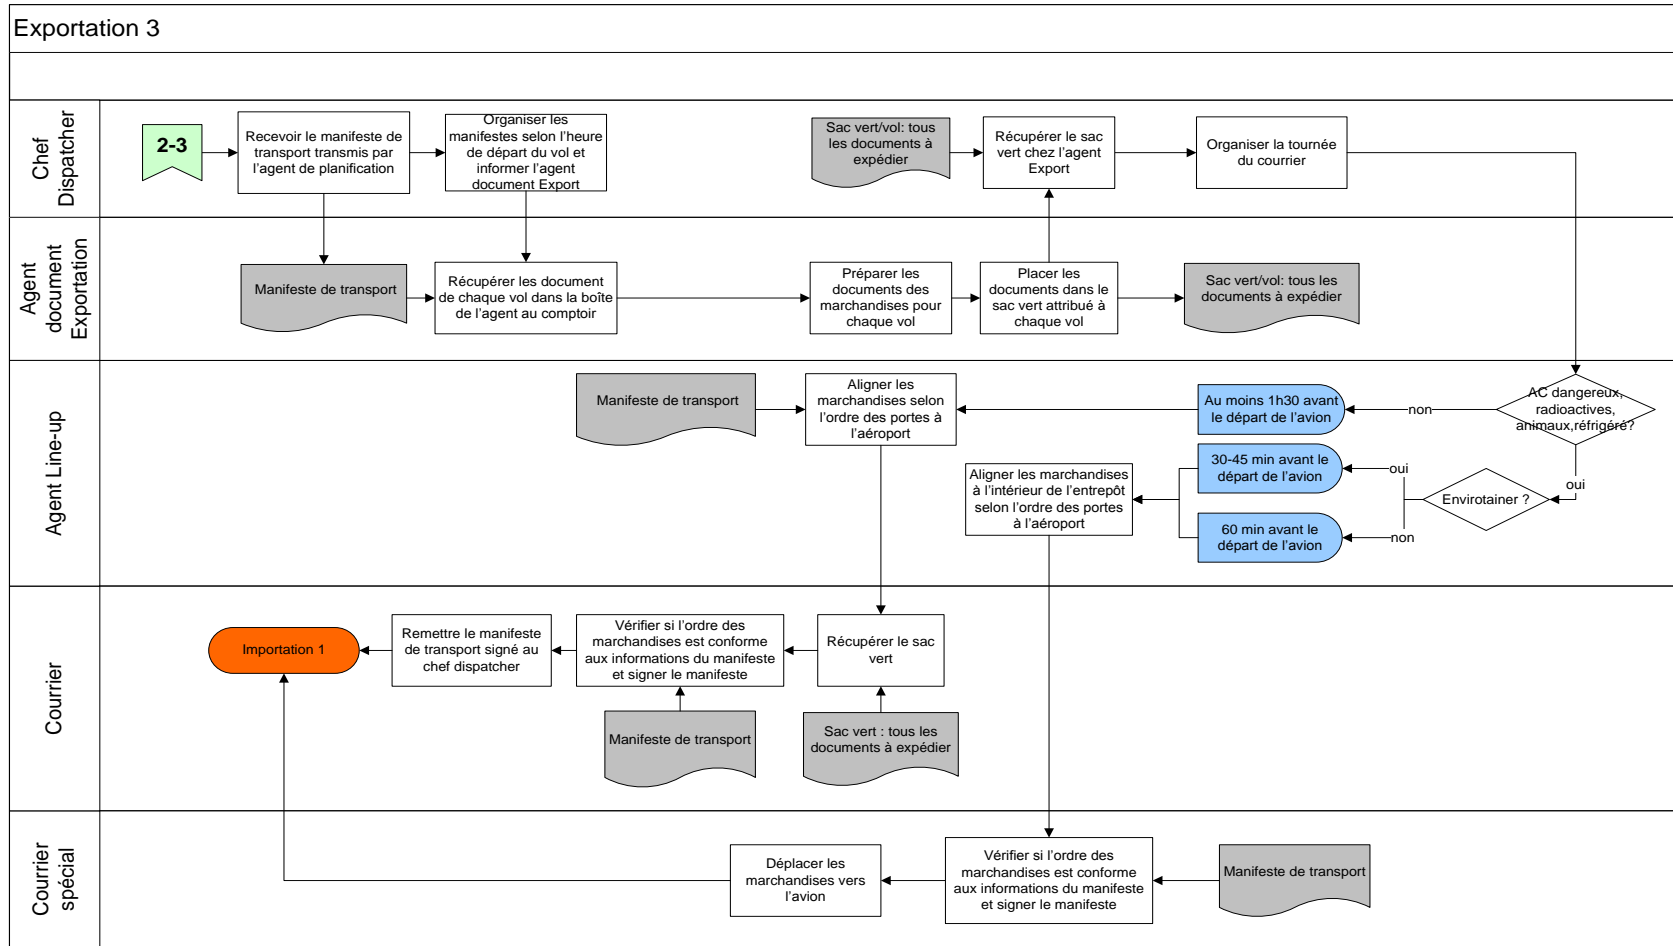 Exportation 3
Chef
Dispatcher
2-3
Recevoir le manifeste de
transport transmis par
l'agent de planification
Organiser les
manifestes selon l'heure
de départ du vol et
informer l'agent
document Export
Sac vert/vol: tous
les documents à
expédier
Récupérer le sac
vert chez l'agent
Export
Organiser la tournée
du courrier
Agent
document
Exportation
Manifeste de transport
Récupérer les document
de chaque vol dans la boîte
de l'agent au comptoir
Préparer les
documents des
marchandises pour
chaque vol
Placer les
documents dans le
sac vert attribué à
chaque vol
Sac vert/vol: tous les
documents à expédier
Agent Line-up
Manifeste de transport
Aligner les
marchandises selon
l'ordre des portes à
l'aéroport
Au moins 1h30 avant
le départ de l'avion
non
AC dangereux,
radioactives,
animaux,réfrigéré?
oui
Aligner les marchandises
à l'intérieur de l'entrepôt
selon l'ordre des portes
à l'aéroport
30-45 min avant le
départ de l'avion
oui
Envirotainer ?
60 min avant le
départ de l'avion
non
Courrier
Importation 1
Remettre le manifeste
de transport signé au
chef dispatcher
Vérifier si l'ordre des
marchandises est conforme
aux informations du manifeste
et signer le manifeste
Récupérer le sac
vert
Manifeste de transport
Sac vert : tous les
documents à expédier
Courrier
spécial
Déplacer les
marchandises vers
l'avion
Vérifier si l'ordre des
marchandises est conforme
aux informations du manifeste
et signer le manifeste
Manifeste de transport